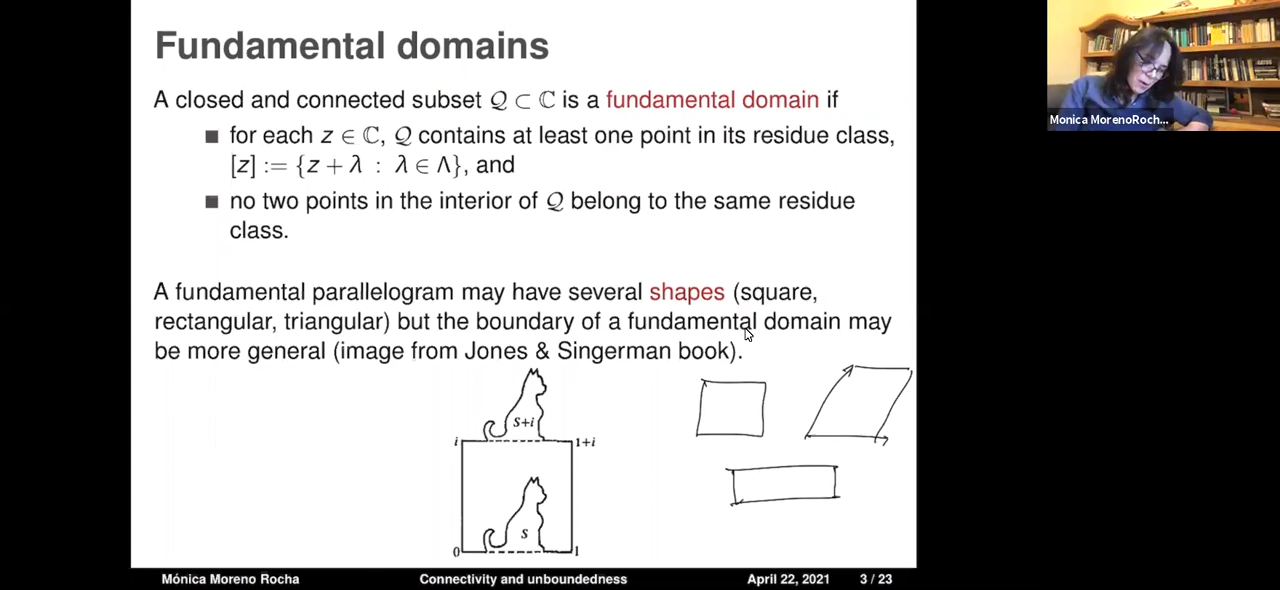 Fundamental domains
A closed and connected subset 𝒬 ⊂ ℂ is a fundamental domain if
■ for each z ∈ ℂ, 𝒬 contains at least one point in its residue class,
[z] := {z + λ : λ ∈ Λ}, and
■ no two points in the interior of 𝒬 belong to the same residue
class.
A fundamental parallelogram may have several shapes (square,
rectangular, triangular) but the boundary of a fundamental domain may
be more general (image from Jones & Singerman book).
s+i
i 1+i
s
0 1
Mónica Moreno Rocha Connectivity and unboundedness April 22, 2021 3 / 23
Monica MorenoRoch...